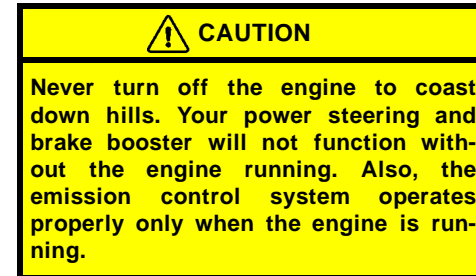 CAUTION
Never turn off the engine to coast
down hills. Your power steering and
brake booster will not function with-
out the engine running. Also, the
emission control system operates
properly only when the engine is run-
ning.